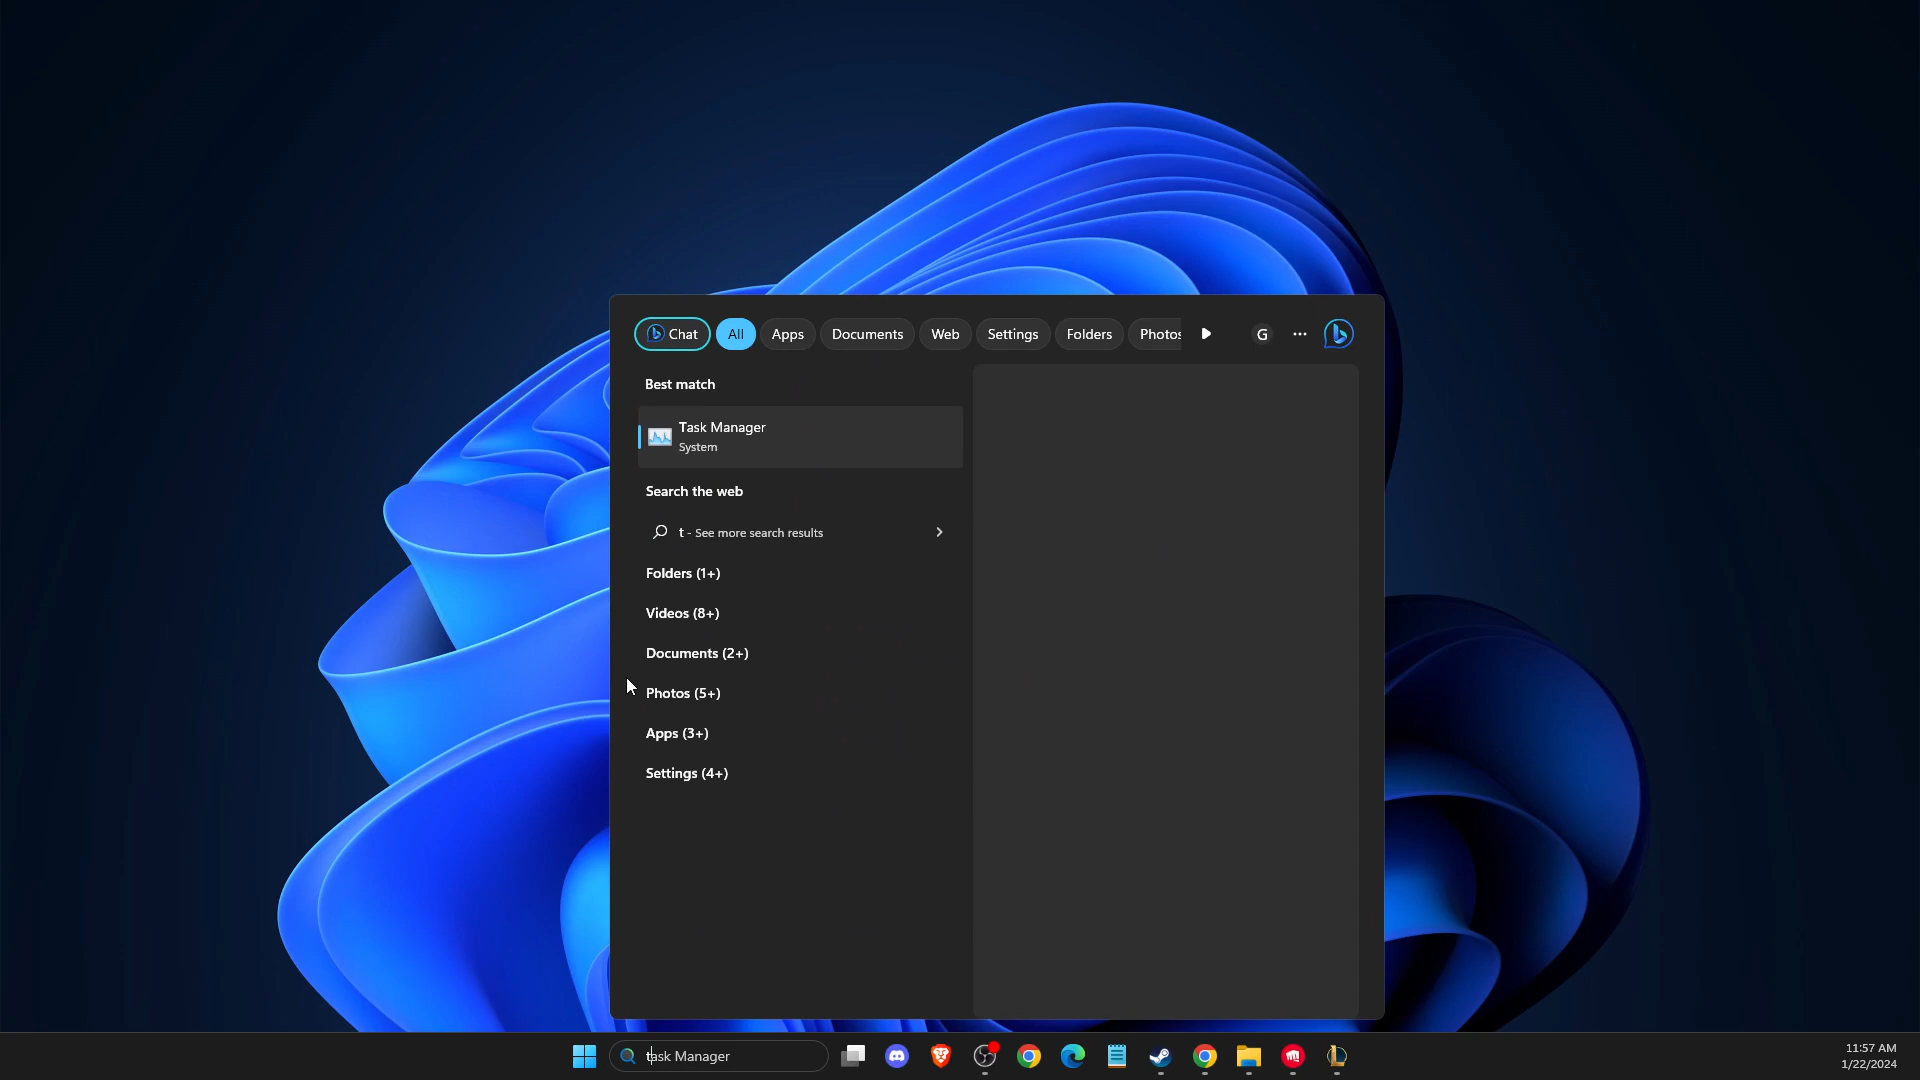 Chat All Apps Documents Web Settings Folders Photos G
Best match
Task Manager
System
Search the web
t - See more search results
Folders (1+)
Videos (8+)
Documents (2+)
Photos (5+)
Apps (3+)
Settings (4+)
task Manager
11:57 AM
1/22/2024